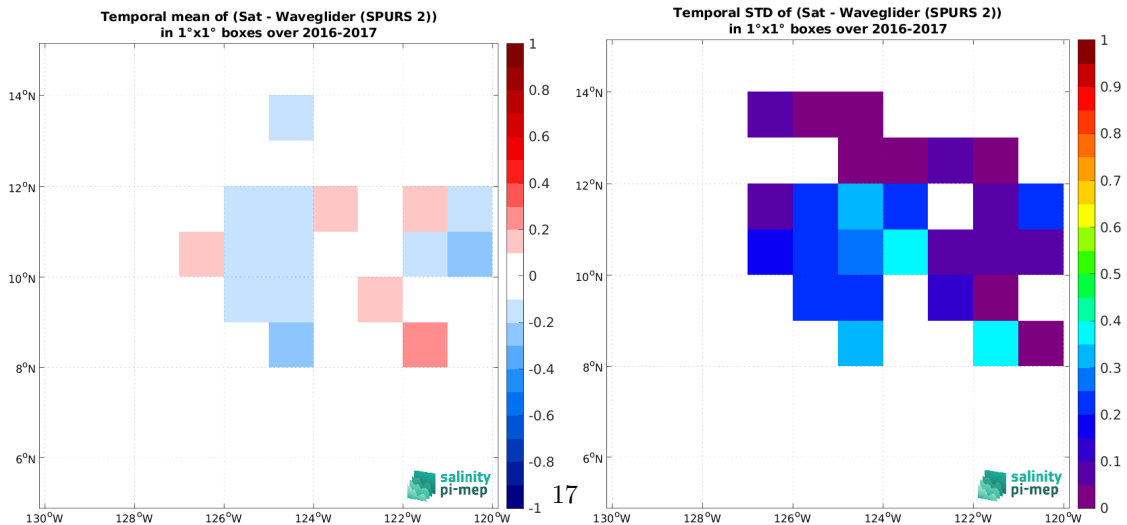 Temporal mean of (Sat - Waveglider (SPURS 2))
in 1°x1° boxes over 2016-2017
14°N
12°N
10°N
8°N
6°N
130°W
128°W
126°W
124°W
122°W
120°W
1
0.8
0.6
0.4
0.2
0
-0.2
-0.4
-0.6
-0.8
-1
salinity
pi-mep
17
Temporal STD of (Sat - Waveglider (SPURS 2))
in 1°x1° boxes over 2016-2017
14°N
12°N
10°N
8°N
6°N
130°W
128°W
126°W
124°W
122°W
120°W
1
0.9
0.8
0.7
0.6
0.5
0.4
0.3
0.2
0.1
0
salinity
pi-mep